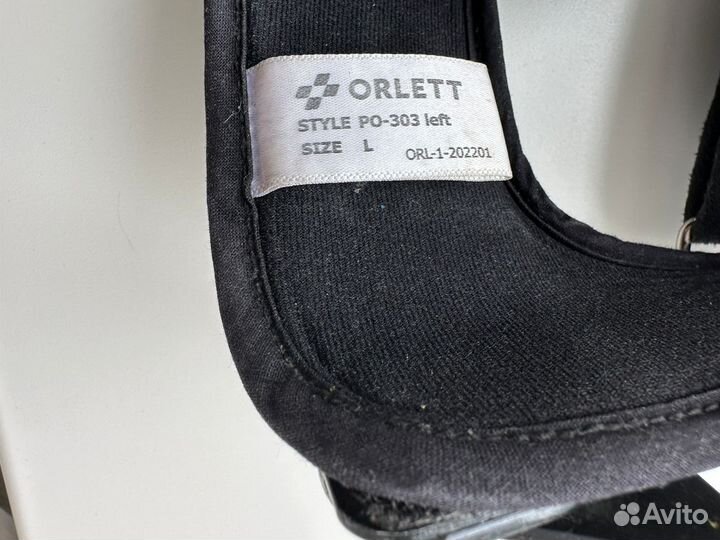 ORLETT
STYLE PO-303 left
SIZE L
ORL-1-202201
Avito